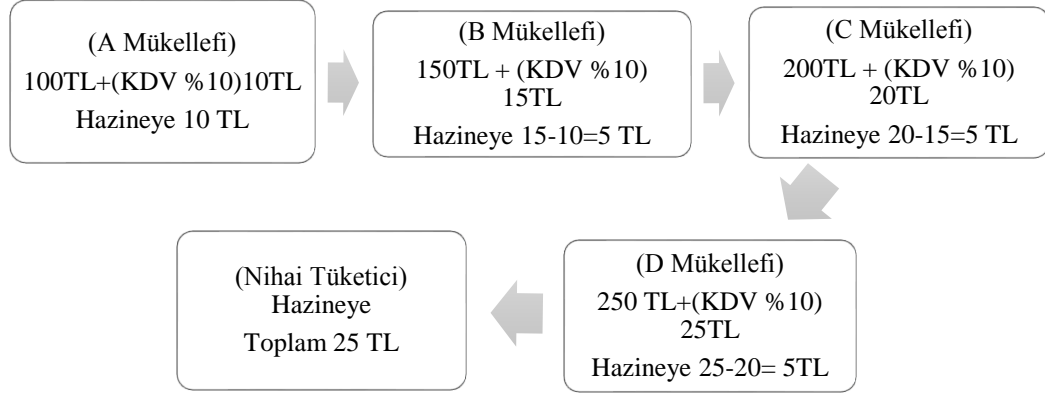 (A Mükellefi)
100TL+(KDV %10)10TL
Hazineye 10 TL
(B Mükellefi)
150TL + (KDV %10)
15TL
Hazineye 15-10=5 TL
(C Mükellefi)
200TL + (KDV %10)
20TL
Hazineye 20-15=5 TL
(D Mükellefi)
250 TL+(KDV %10)
25TL
Hazineye 25-20= 5TL
(Nihai Tüketici)
Hazineye
Toplam 25 TL